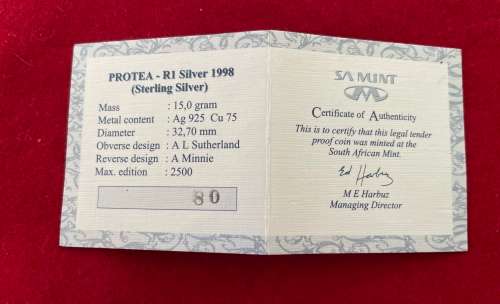 PROTEA - R1 Silver 1998
(Sterling Silver)
Mass : 15,0 gram
Metal content : Ag 925 Cu 75
Diameter : 32,70 mm
Obverse design : A L Sutherland
Reverse design : A Minnie
Max. edition : 2500
80
SA MINT
Certificate of Authenticity
This is to certify that this legal tender
proof coin was minted at the
South African Mint.
Ed Harbuz
M E Harbuz
Managing Director